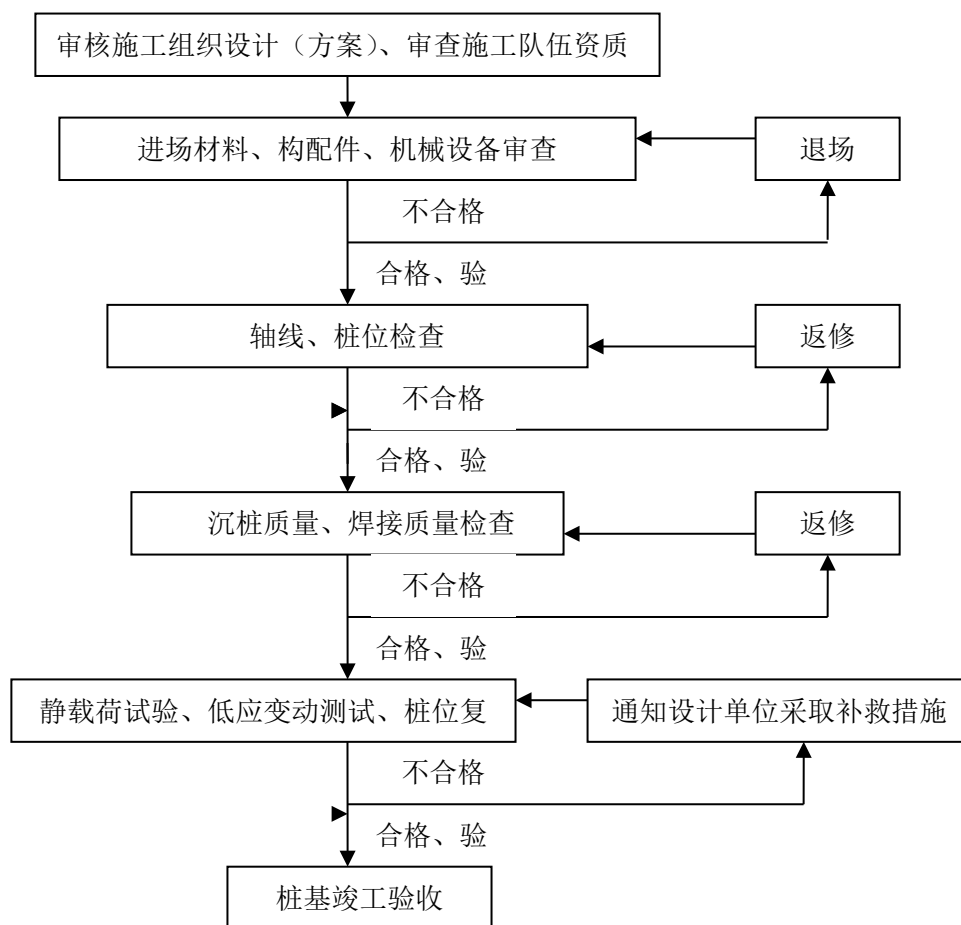 审核施工组织设计（方案）、审查施工队伍资质
进场材料、构配件、机械设备审查
退场
不合格
合格、验
轴线、桩位检查
返修
不合格
合格、验
沉桩质量、焊接质量检查
返修
不合格
合格、验
静载荷试验、低应变动测试、桩位复
通知设计单位采取补救措施
不合格
合格、验
桩基竣工验收